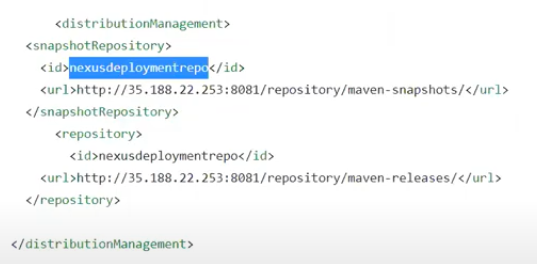 <distributionManagement>
<snapshotRepository>
<id>nexusdeploymentrepo</id>
<url>http://35.188.22.253:8081/repository/maven-snapshots/</url>
</snapshotRepository>
<repository>
<id>nexusdeploymentrepo</id>
<url>http://35.188.22.253:8081/repository/maven-releases/</url>
</repository>
</distributionManagement>